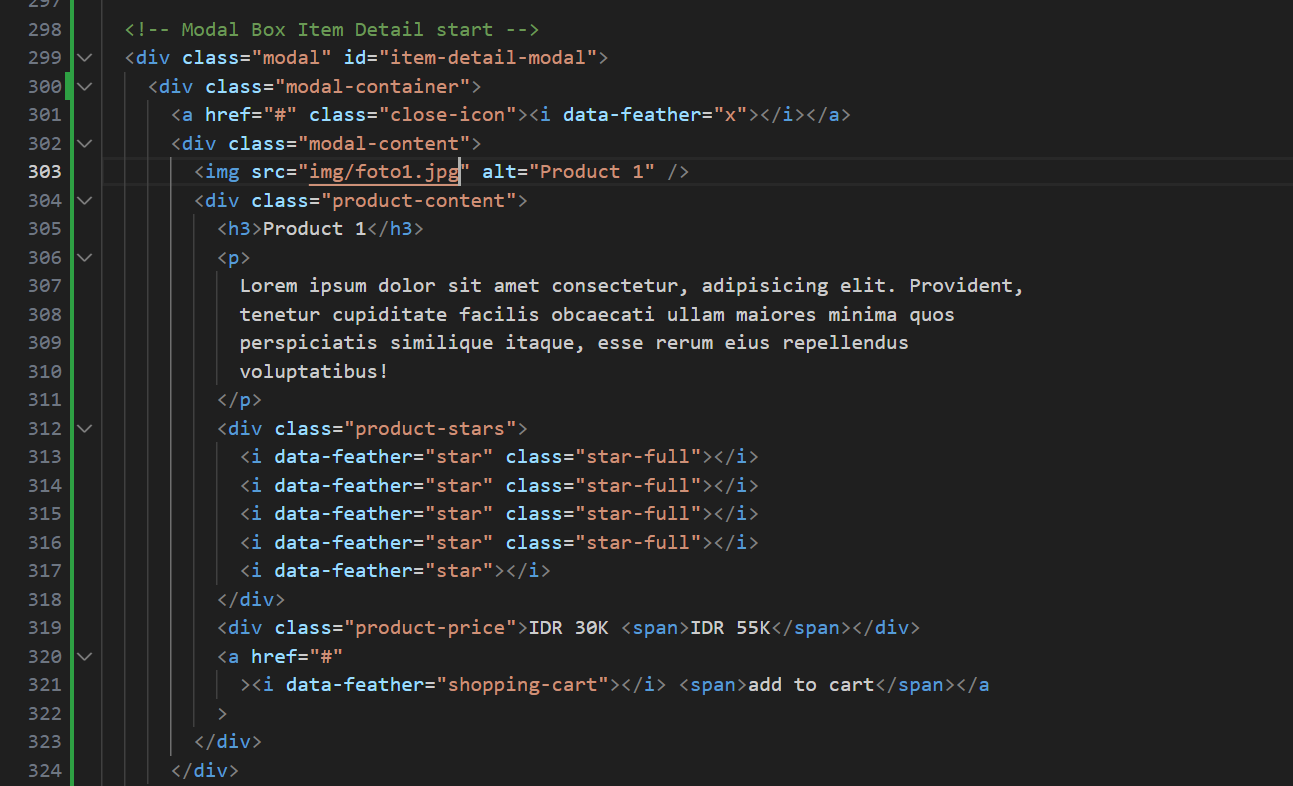 297
298 <!-- Modal Box Item Detail start -->
299 <div class="modal" id="item-detail-modal">
300 <div class="modal-container">
301 <a href="#" class="close-icon"><i data-feather="x"></i></a>
302 <div class="modal-content">
303 <img src="img/foto1.jpg" alt="Product 1" />
304 <div class="product-content">
305 <h3>Product 1</h3>
306 <p>
307 Lorem ipsum dolor sit amet consectetur, adipisicing elit. Provident,
308 tenetur cupiditate facilis obcaecati ullam maiores minima quos
309 perspiciatis similique itaque, esse rerum eius repellendus
310 voluptatibus!
311 </p>
312 <div class="product-stars">
313 <i data-feather="star" class="star-full"></i>
314 <i data-feather="star" class="star-full"></i>
315 <i data-feather="star" class="star-full"></i>
316 <i data-feather="star" class="star-full"></i>
317 <i data-feather="star"></i>
318 </div>
319 <div class="product-price">IDR 30K <span>IDR 55K</span></div>
320 <a href="#"
321 ><i data-feather="shopping-cart"></i> <span>add to cart</span></a
322 >
323 </div>
324 </div>